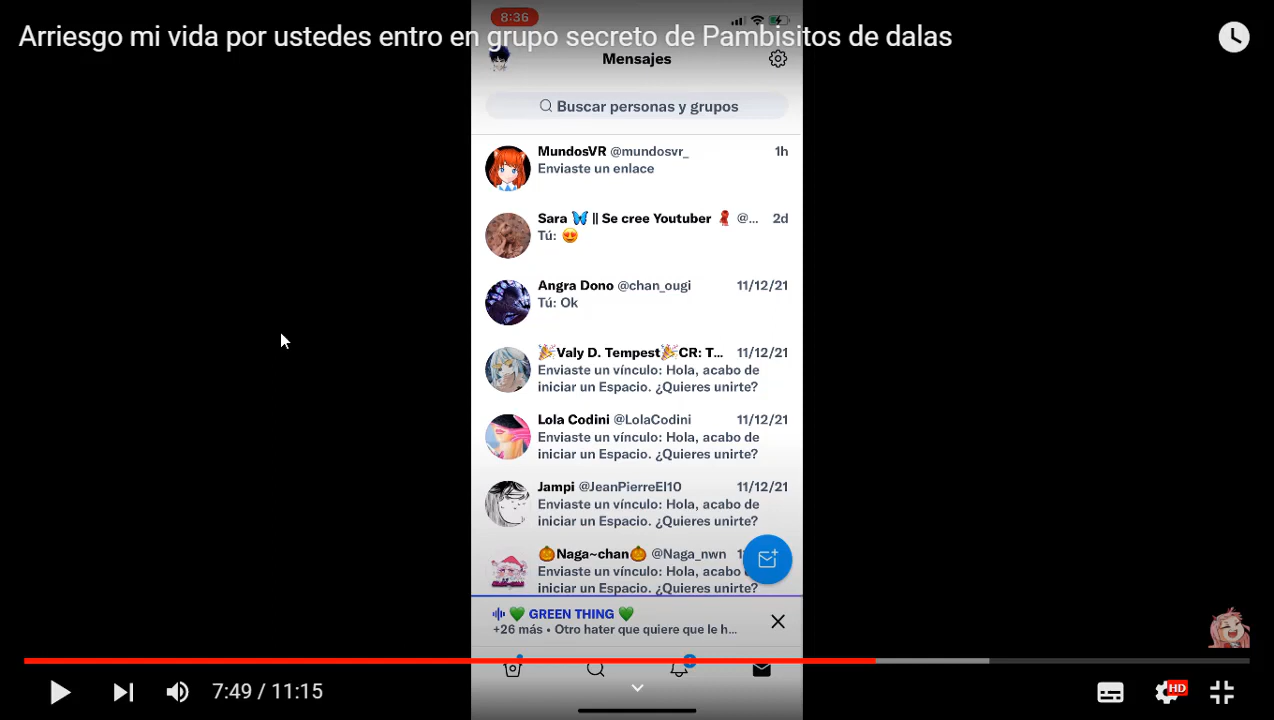 Arriesgo mi vida por ustedes entro en grupo secreto de Pambisitos de dalas
8:36
Mensajes
Buscar personas y grupos
MundosVR @mundosvr_ 1h
Enviaste un enlace
Sara 🦋 || Se cree Youtuber 🧣 @... 2d
Tú: 😍
Angra Dono @chan_ougi 11/12/21
Tú: Ok
🎉Valy D. Tempest🎉CR: T... 11/12/21
Enviaste un vínculo: Hola, acabo de
iniciar un Espacio. ¿Quieres unirte?
Lola Codini @LolaCodini 11/12/21
Enviaste un vínculo: Hola, acabo de
iniciar un Espacio. ¿Quieres unirte?
Jampi @JeanPierreEl10 11/12/21
Enviaste un vínculo: Hola, acabo de
iniciar un Espacio. ¿Quieres unirte?
🎃Naga~chan🎃 @Naga_nwn
Enviaste un vínculo: Hola, acabo
iniciar un Espacio. ¿Quieres unirte?
💚 GREEN THING 💚
+26 más • Otro hater que quiere que le h...
7:49 / 11:15
HD